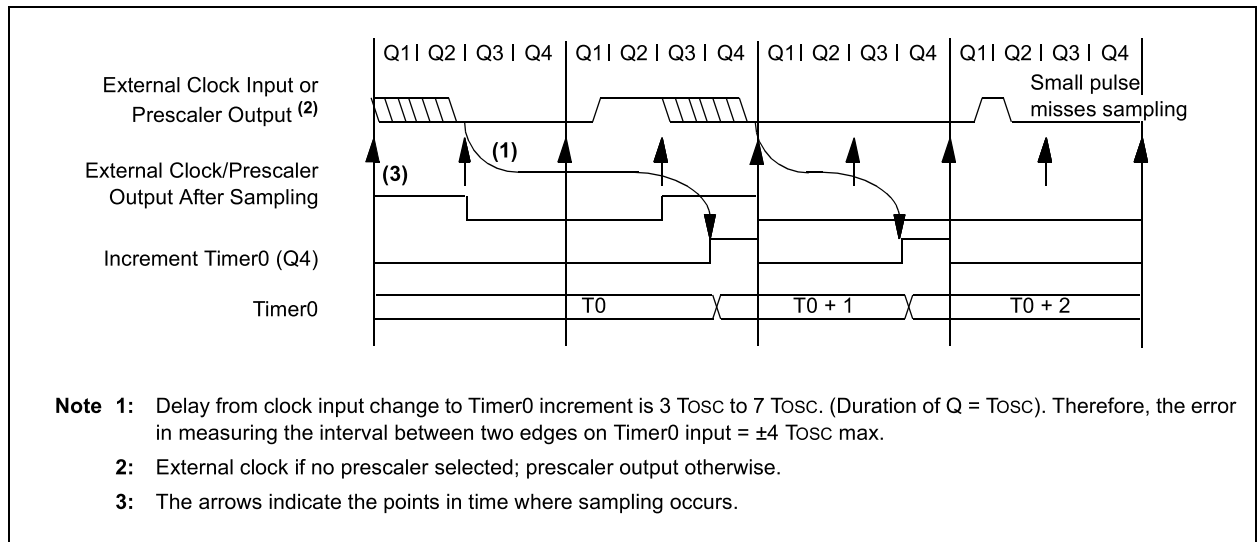 Q1 | Q2 | Q3 | Q4 Q1 | Q2 | Q3 | Q4 Q1 | Q2 | Q3 | Q4 Q1 | Q2 | Q3 | Q4
External Clock Input or
Prescaler Output (2)
Small pulse
misses sampling
(1)
External Clock/Prescaler
Output After Sampling
(3)
Increment Timer0 (Q4)
Timer0
T0 T0 + 1 T0 + 2
Note 1: Delay from clock input change to Timer0 increment is 3 TOSC to 7 TOSC. (Duration of Q = TOSC). Therefore, the error
in measuring the interval between two edges on Timer0 input = ±4 TOSC max.
2: External clock if no prescaler selected; prescaler output otherwise.
3: The arrows indicate the points in time where sampling occurs.